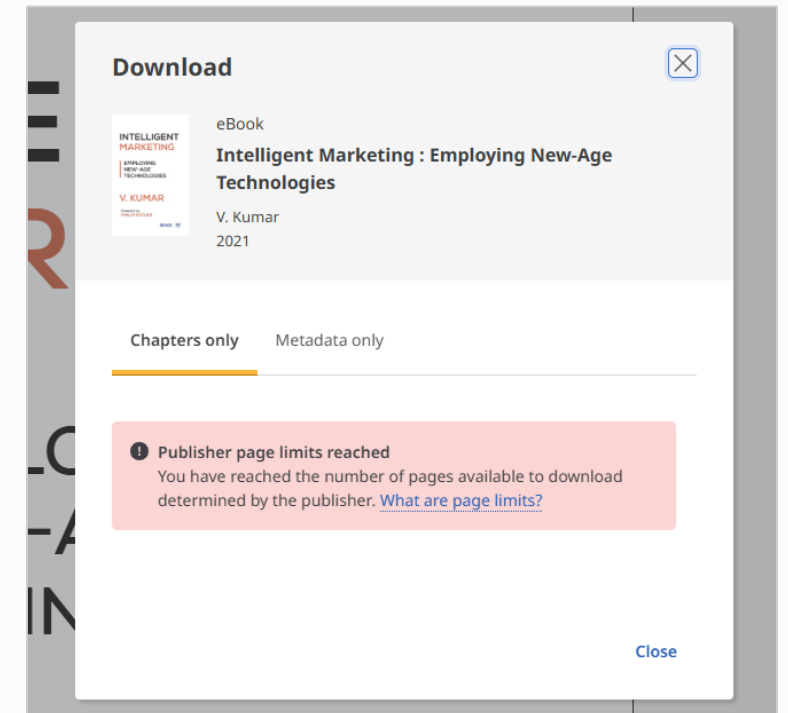 Download
INTELLIGENT
MARKETING
EMPLOYING
NEW-AGE
TECHNOLOGIES
V. KUMAR
eBook
Intelligent Marketing : Employing New-Age
Technologies
V. Kumar
2021
Chapters only
Metadata only
Publisher page limits reached
You have reached the number of pages available to download
determined by the publisher. What are page limits?
Close